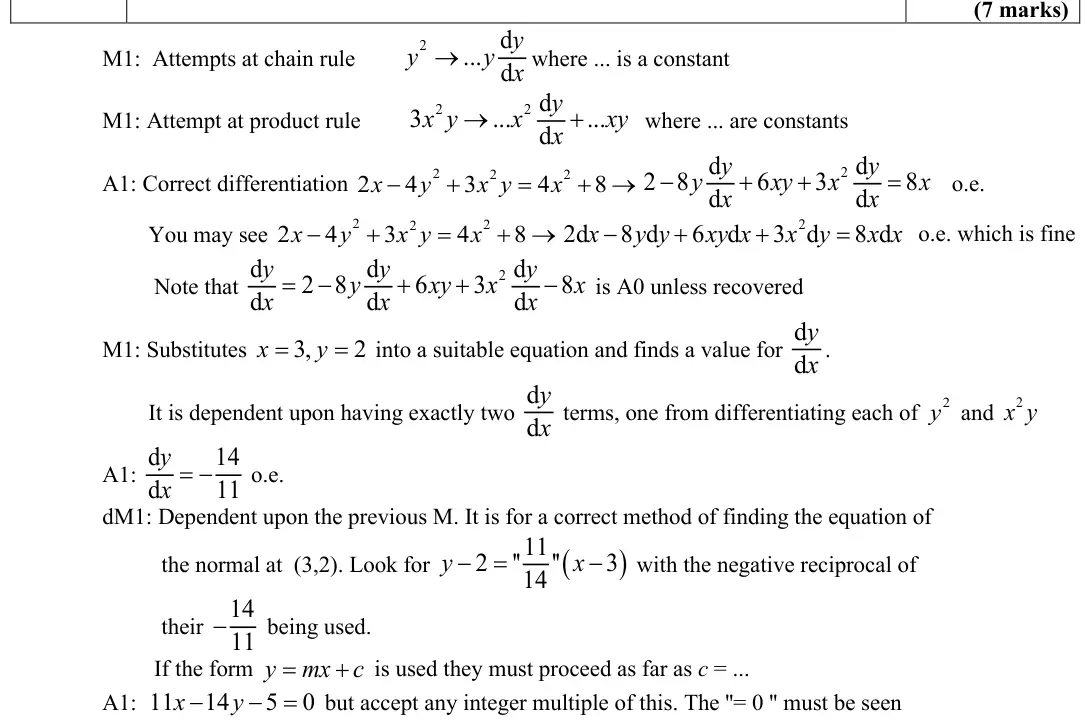 (7 marks)
M1: Attempts at chain rule y² → ...y dy/dx where ... is a constant
M1: Attempt at product rule 3x²y → ...x² dy/dx + ...xy where ... are constants
A1: Correct differentiation 2x − 4y² + 3x²y = 4x² + 8 → 2 − 8y dy/dx + 6xy + 3x² dy/dx = 8x o.e.
You may see 2x − 4y² + 3x²y = 4x² + 8 → 2dx − 8ydy + 6xydx + 3x²dy = 8xdx o.e. which is fine
Note that dy/dx = 2 − 8y dy/dx + 6xy + 3x² dy/dx − 8x is A0 unless recovered
M1: Substitutes x = 3, y = 2 into a suitable equation and finds a value for dy/dx.
It is dependent upon having exactly two dy/dx terms, one from differentiating each of y² and x²y
A1: dy/dx = −14/11 o.e.
dM1: Dependent upon the previous M. It is for a correct method of finding the equation of
the normal at (3,2). Look for y − 2 = "11/14"(x − 3) with the negative reciprocal of
their −14/11 being used.
If the form y = mx + c is used they must proceed as far as c = ...
A1: 11x − 14y − 5 = 0 but accept any integer multiple of this. The "= 0 " must be seen